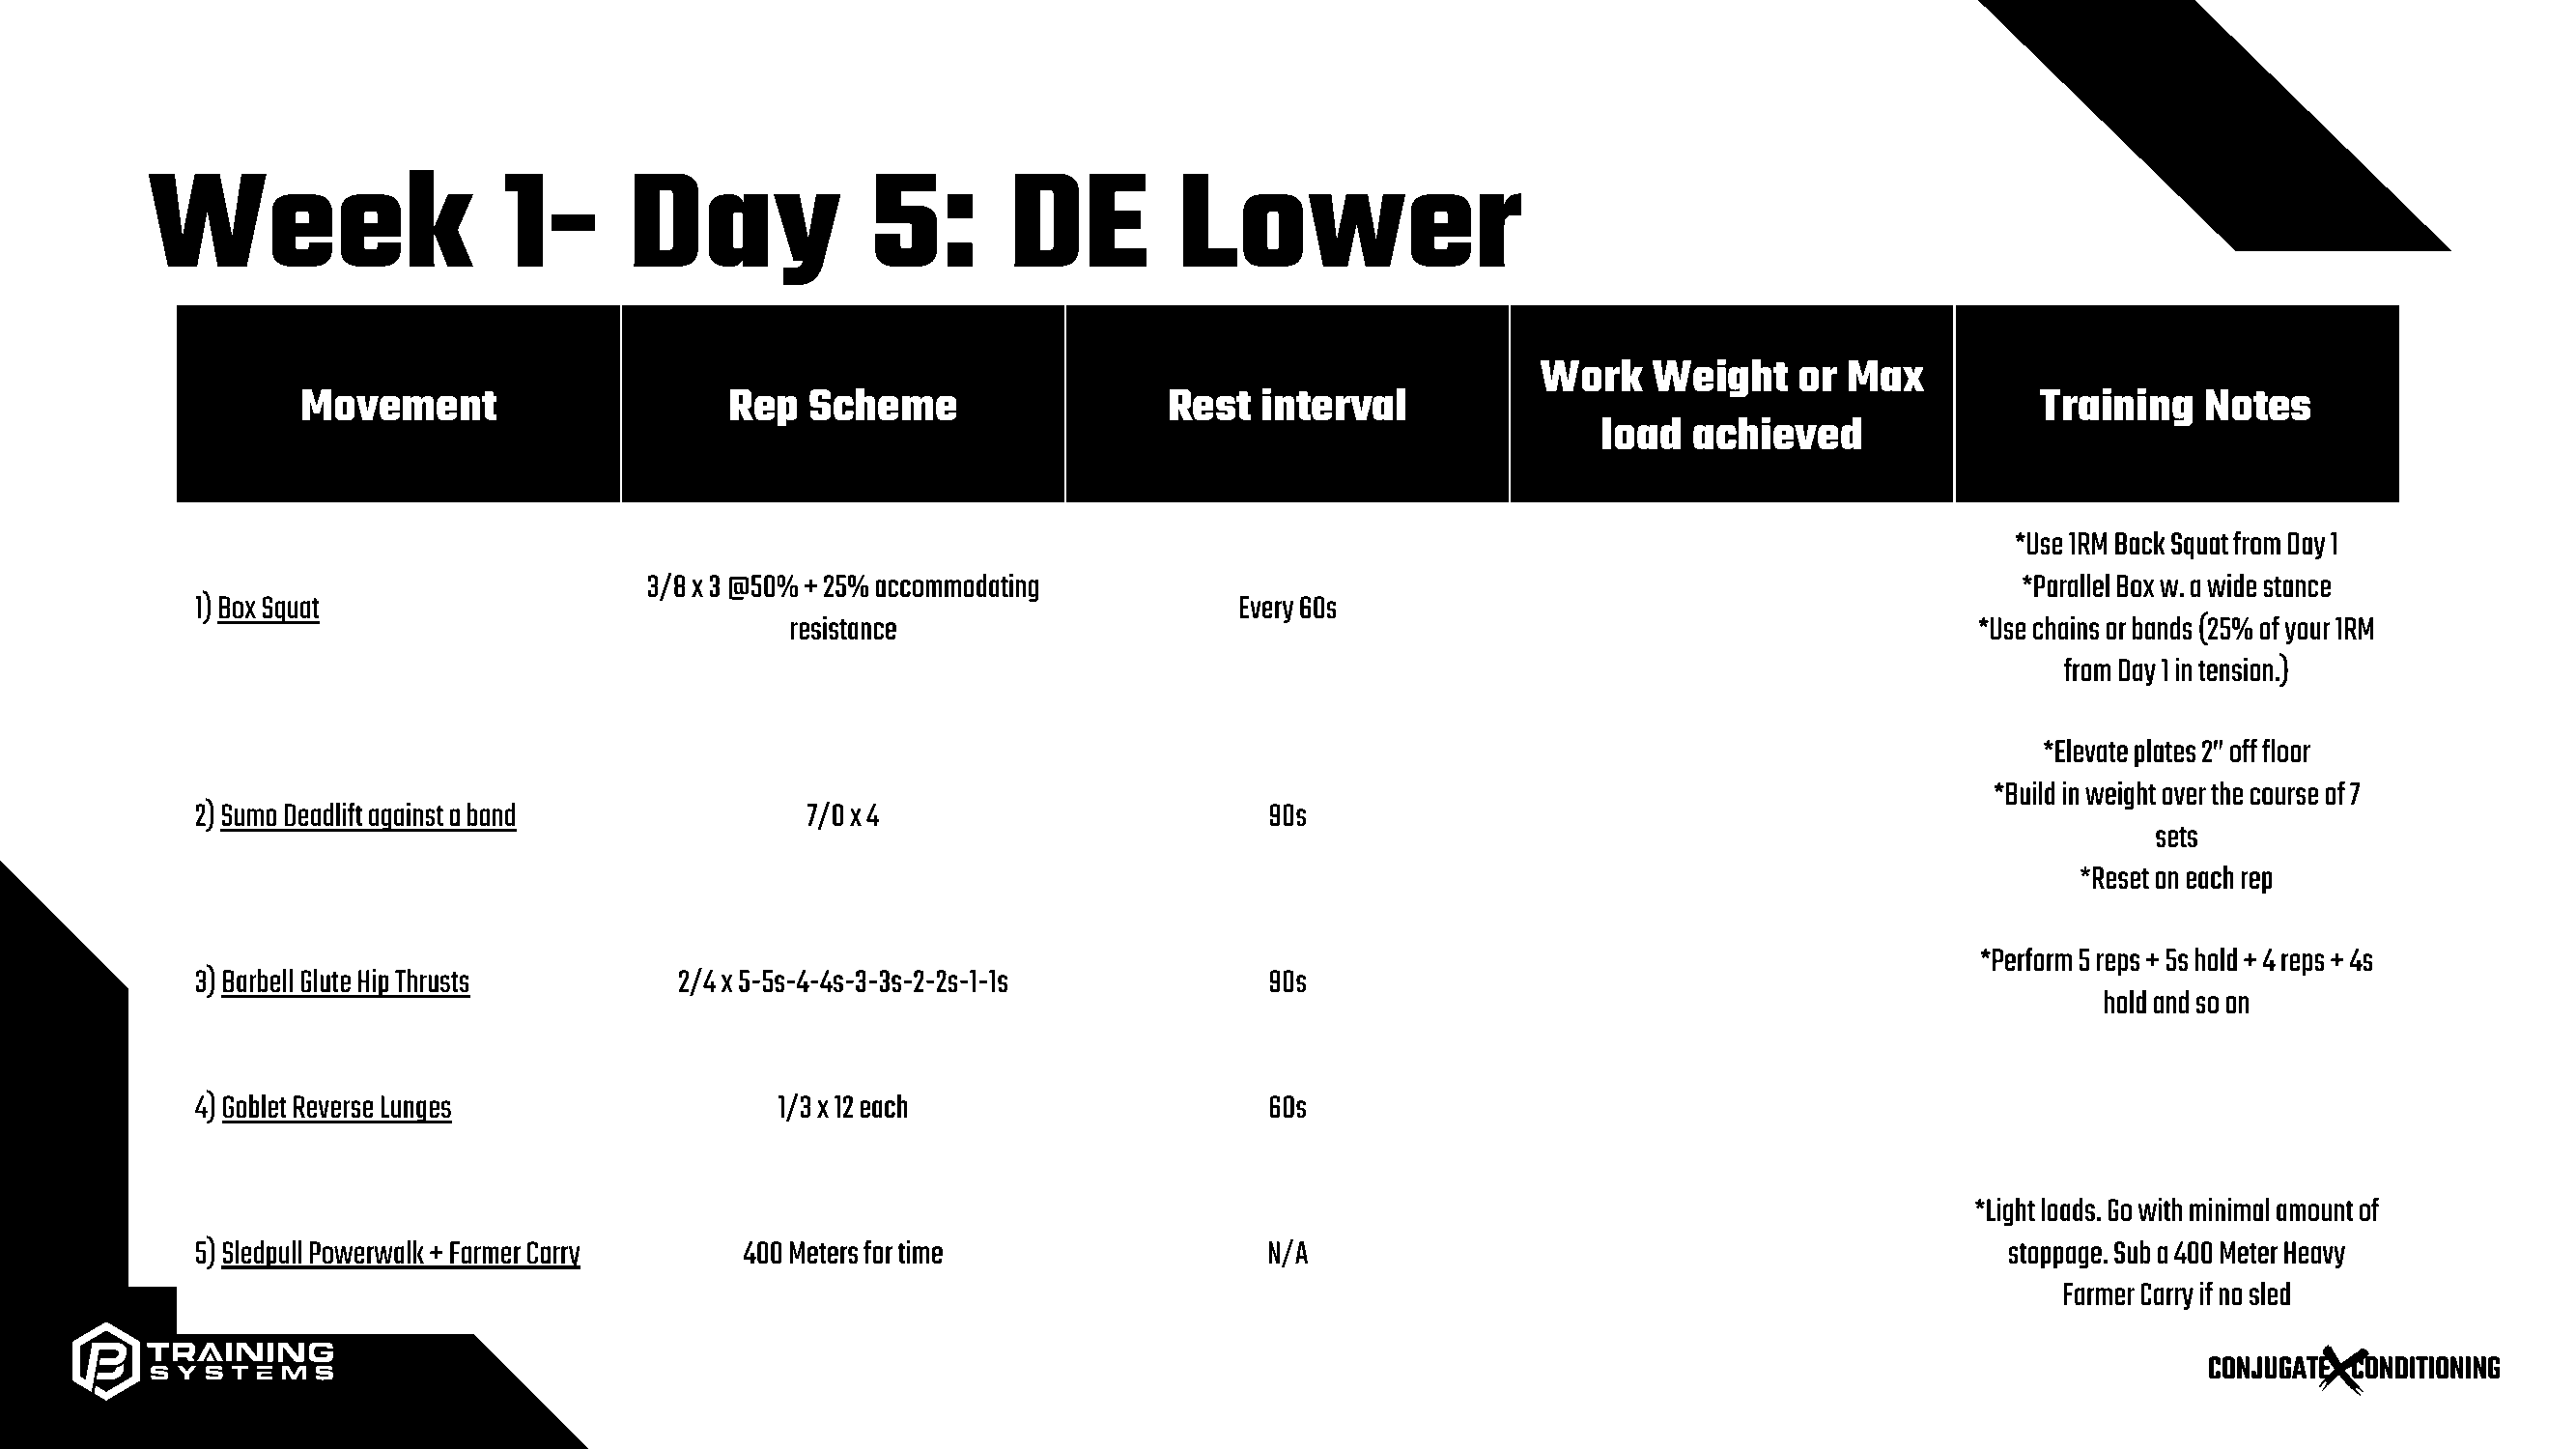 Week 1- Day 5: DE Lower
Movement
Rep Scheme
Rest interval
Work Weight or Max
load achieved
Training Notes
1) Box Squat
3/8 x 3 @50% + 25% accommodating
resistance
Every 60s
*Use 1RM Back Squat from Day 1
*Parallel Box w. a wide stance
*Use chains or bands (25% of your 1RM
from Day 1 in tension.)
2) Sumo Deadlift against a band
7/0 x 4
90s
*Elevate plates 2” off floor
*Build in weight over the course of 7
sets
*Reset on each rep
3) Barbell Glute Hip Thrusts
2/4 x 5-5s-4-4s-3-3s-2-2s-1-1s
90s
*Perform 5 reps + 5s hold + 4 reps + 4s
hold and so on
4) Goblet Reverse Lunges
1/3 x 12 each
60s
5) Sledpull Powerwalk + Farmer Carry
400 Meters for time
N/A
*Light loads. Go with minimal amount of
stoppage. Sub a 400 Meter Heavy
Farmer Carry if no sled
TRAINING
SYSTEMS
CONJUGATE X CONDITIONING